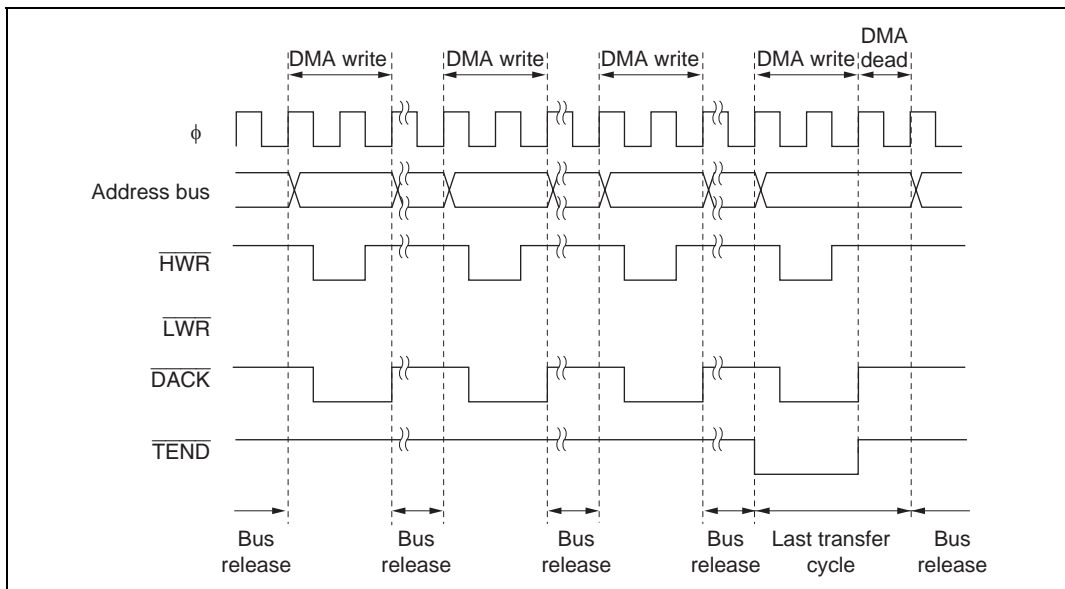 DMA
DMA write DMA write DMA write DMA write dead
ϕ
Address bus
HWR
LWR
DACK
TEND
Bus Bus Bus Bus Last transfer Bus
release release release release cycle release